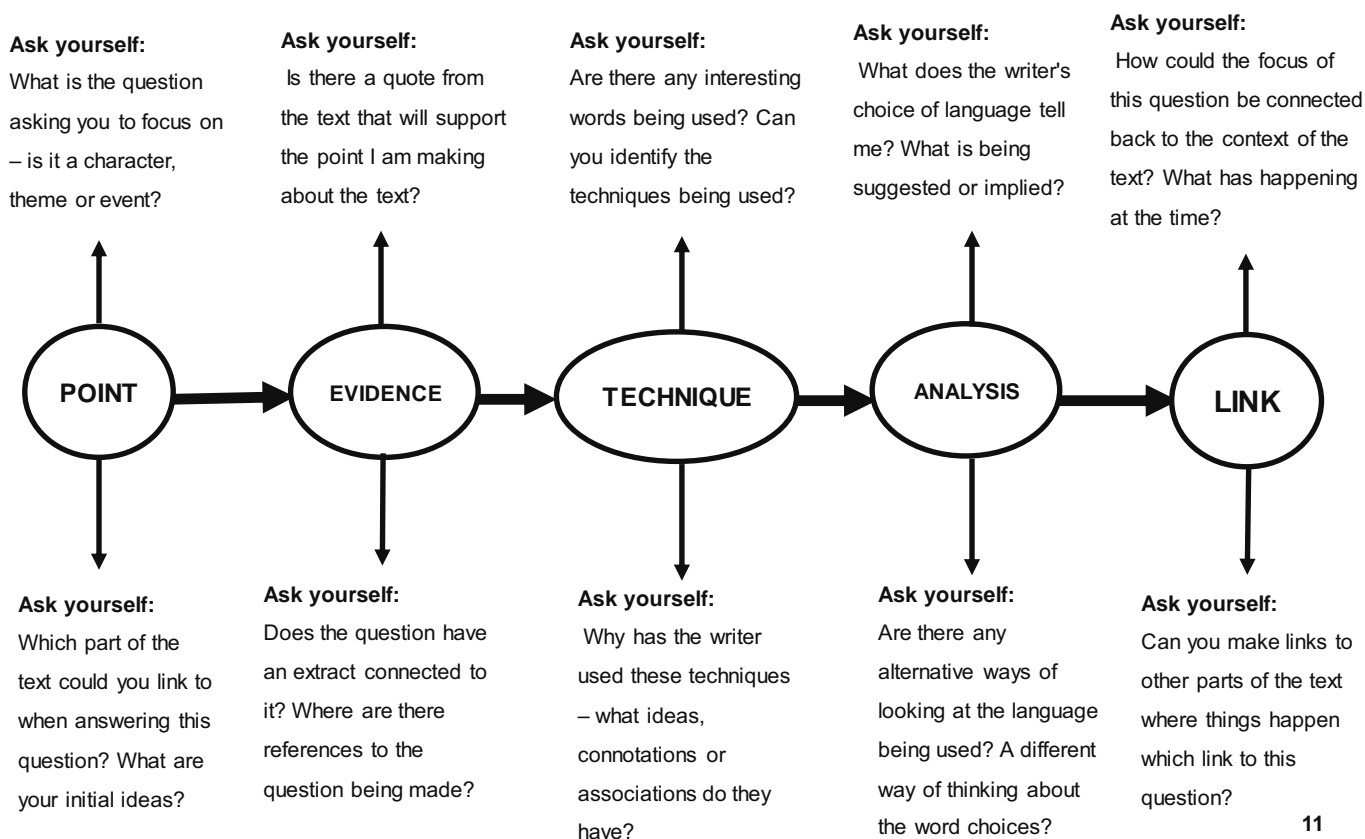 Ask yourself:
What is the question
asking you to focus on
– is it a character,
theme or event?
Ask yourself:
Is there a quote from
the text that will support
the point I am making
about the text?
Ask yourself:
Are there any interesting
words being used? Can
you identify the
techniques being used?
Ask yourself:
What does the writer's
choice of language tell
me? What is being
suggested or implied?
Ask yourself:
How could the focus of
this question be connected
back to the context of the
text? What has happening
at the time?
POINT
EVIDENCE
TECHNIQUE
ANALYSIS
LINK
Ask yourself:
Which part of the
text could you link to
when answering this
question? What are
your initial ideas?
Ask yourself:
Does the question have
an extract connected to
it? Where are there
references to the
question being made?
Ask yourself:
Why has the writer
used these techniques
– what ideas,
connotations or
associations do they
have?
Ask yourself:
Are there any
alternative ways of
looking at the language
being used? A different
way of thinking about
the word choices?
Ask yourself:
Can you make links to
other parts of the text
where things happen
which link to this
question?
11